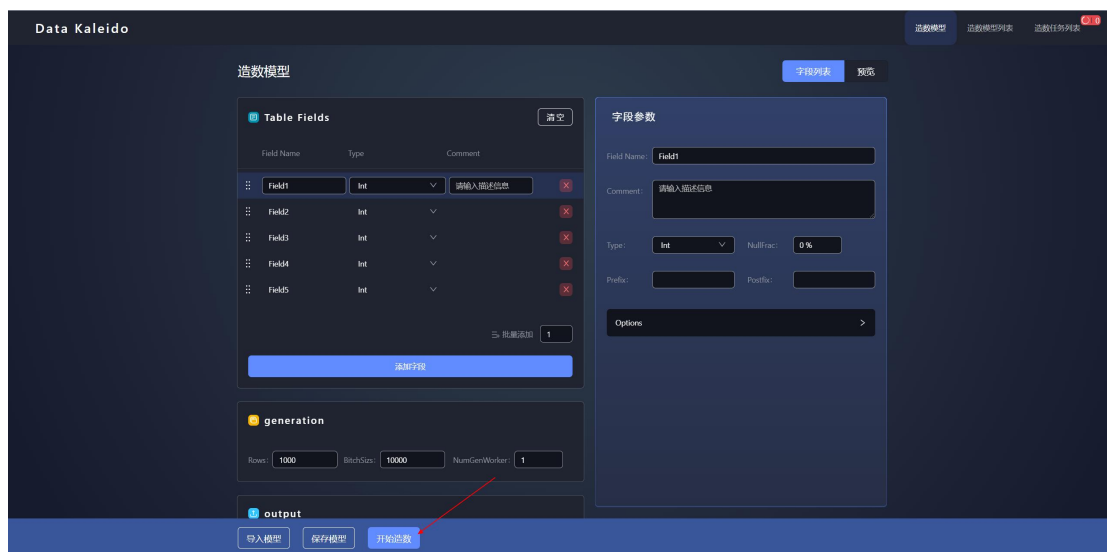 Data Kaleido 造数模型 造数模型列表 造数任务列表 0
造数模型 字段列表 预览
Table Fields 清空
Field Name Type Comment
Field1 Int 请输入描述信息 X
Field2 Int X
Field3 Int X
Field4 Int X
Field5 Int X
批量添加 1
添加字段
generation
Rows: 1000 BitchSizs: 10000 NumGenWorker: 1
output
字段参数
Field Name: Field1
Comment: 请输入描述信息
Type: Int NullFrac: 0 %
Prefix: Postfix:
Options
导入模型 保存模型 开始造数